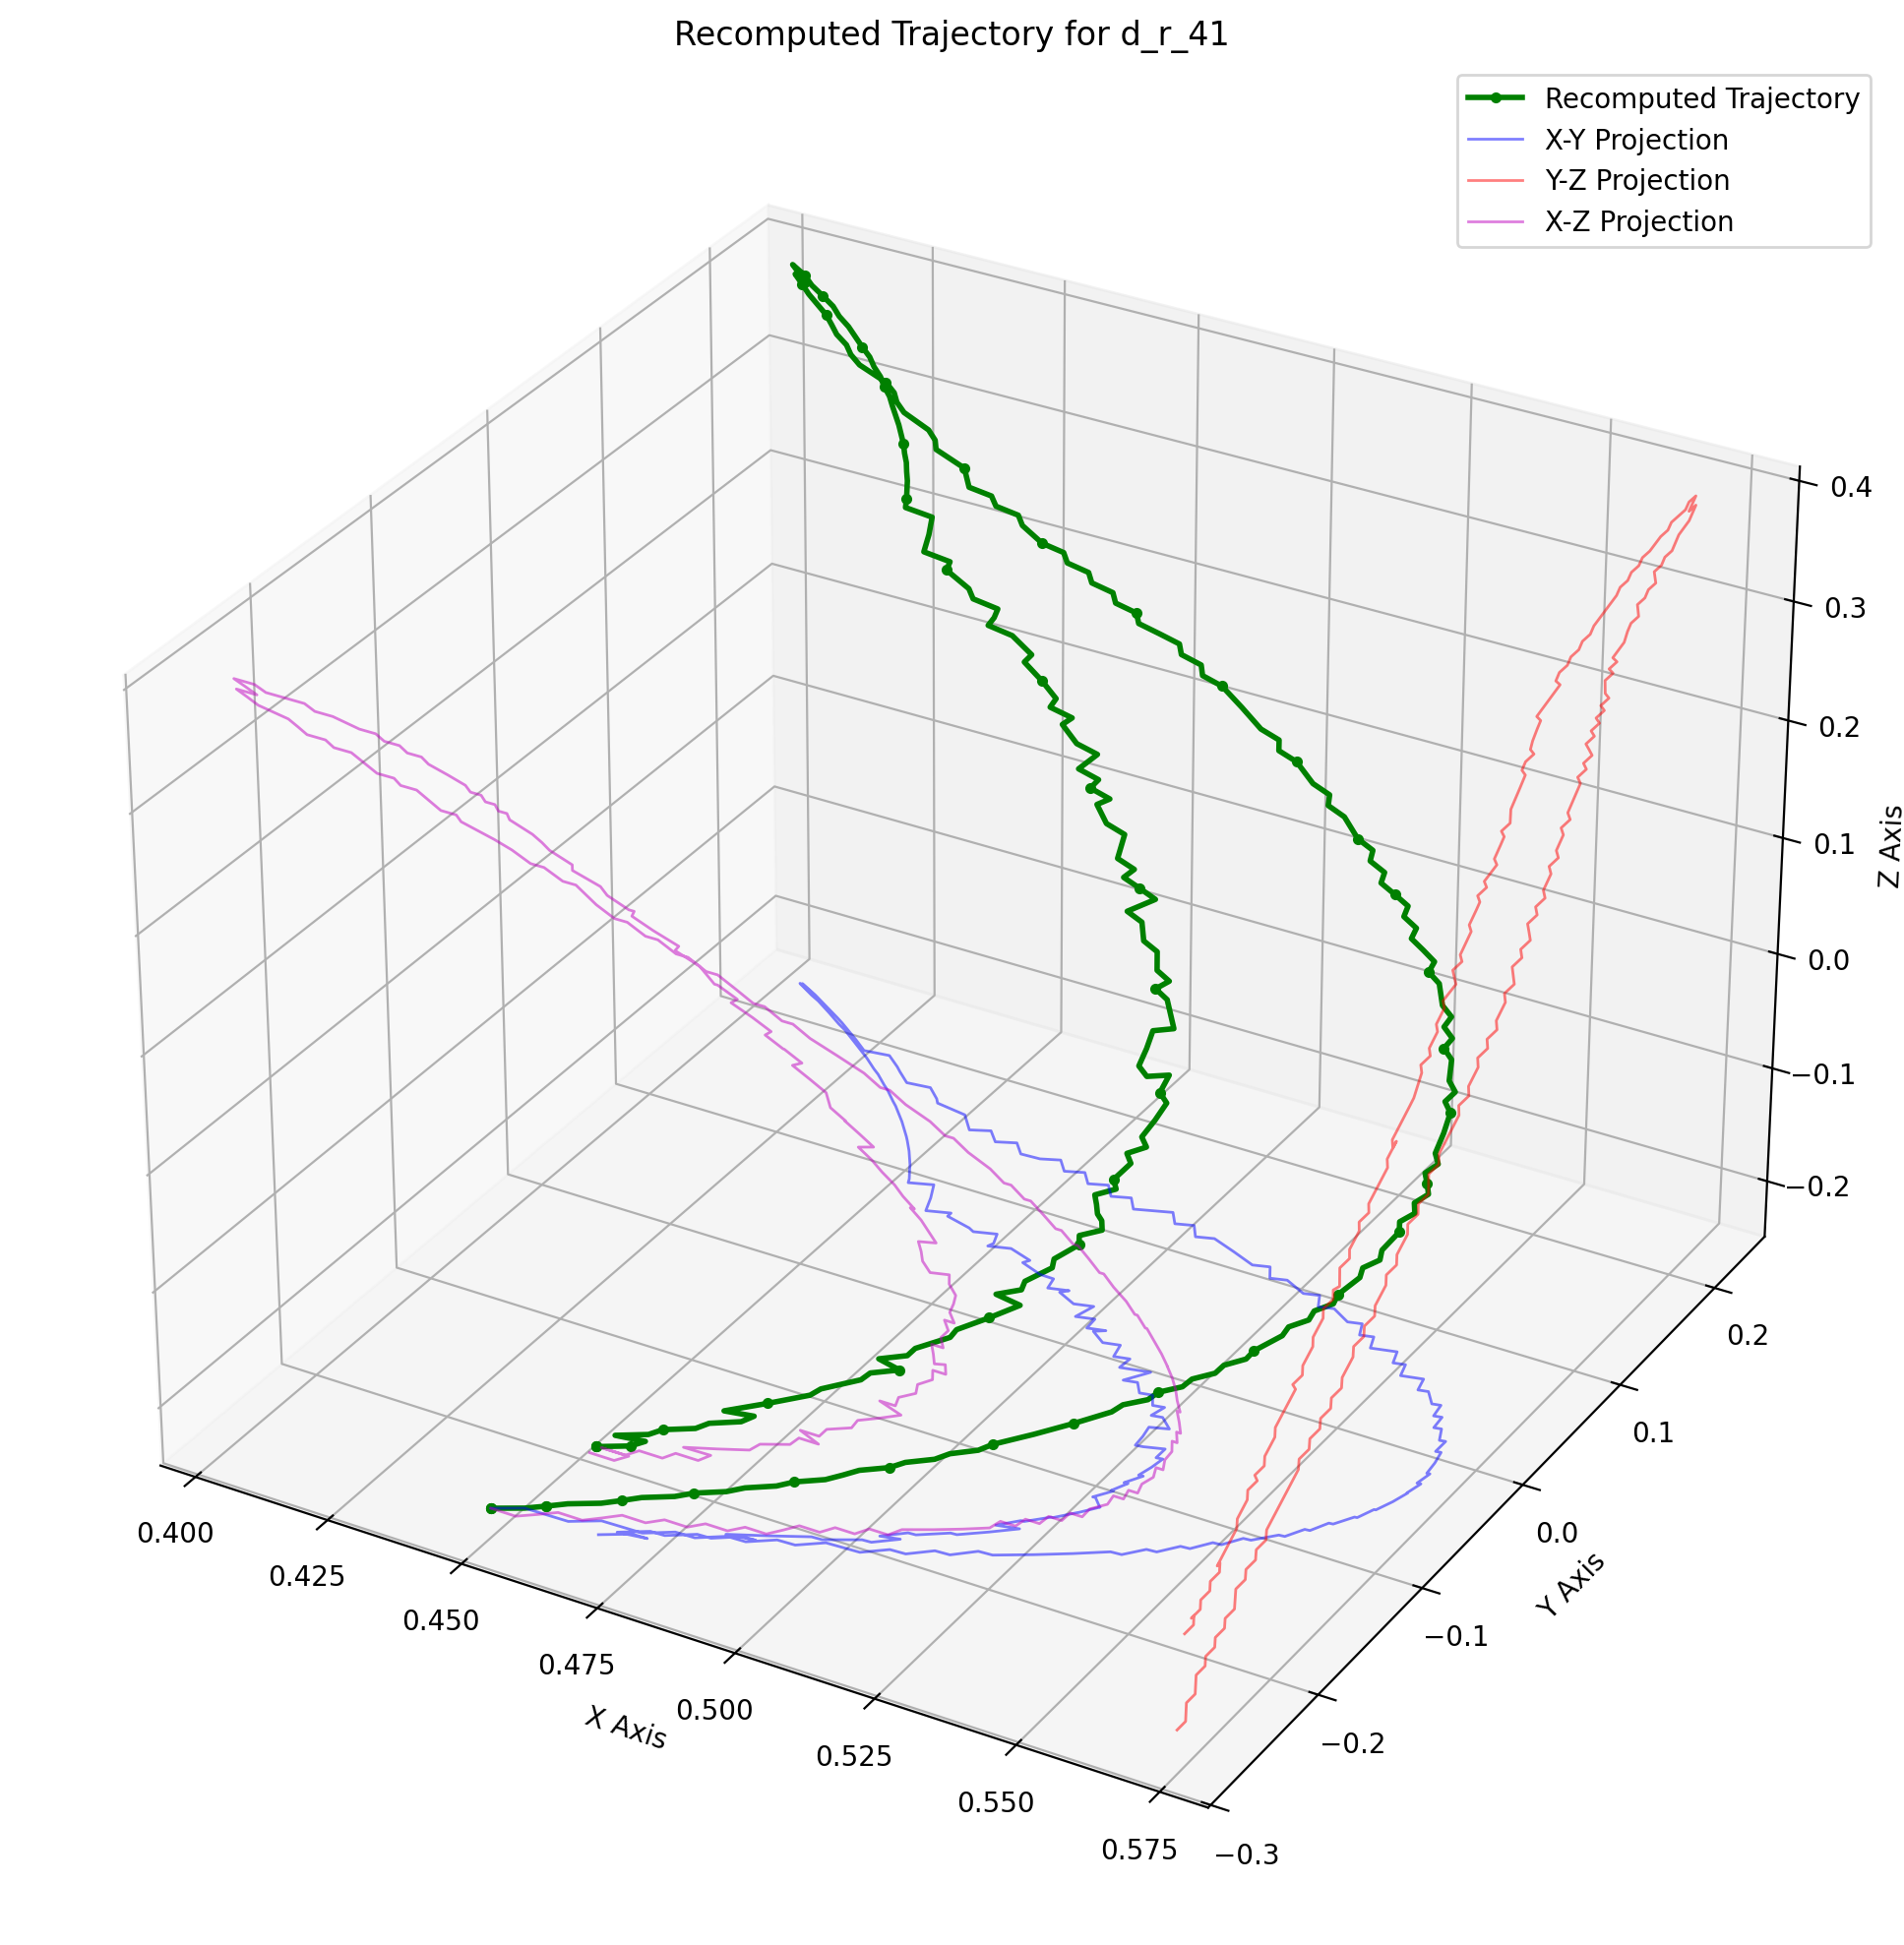 Recomputed Trajectory for d_r_41
Recomputed Trajectory
X-Y Projection
Y-Z Projection
X-Z Projection
0.4
0.3
0.2
0.1
0.0
−0.1
−0.2
Z Axis
0.2
0.1
0.0
−0.1
−0.2
−0.3
Y Axis
0.400
0.425
0.450
0.475
0.500
0.525
0.550
0.575
X Axis